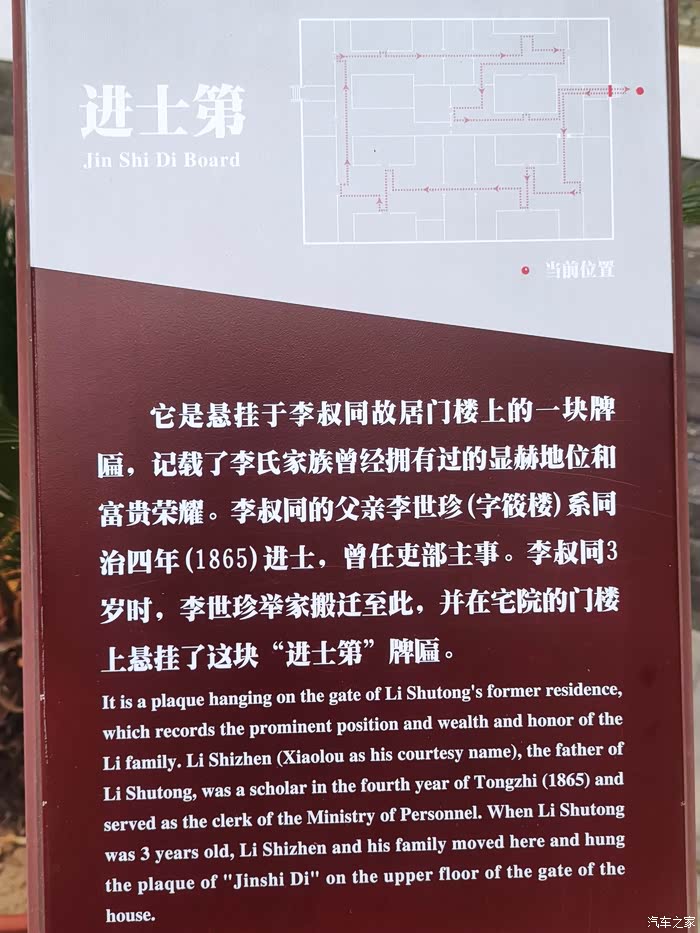 进士第
Jin Shi Di Board
当前位置
它是悬挂于李叔同故居门楼上的一块牌
匾，记载了李氏家族曾经拥有过的显赫地位和
富贵荣耀。李叔同的父亲李世珍(字筱楼)系同
治四年(1865)进士，曾任吏部主事。李叔同3
岁时，李世珍举家搬迁至此，并在宅院的门楼
上悬挂了这块“进士第”牌匾。
It is a plaque hanging on the gate of Li Shutong's former residence,
which records the prominent position and wealth and honor of the
Li family. Li Shizhen (Xiaolou as his courtesy name), the father of
Li Shutong, was a scholar in the fourth year of Tongzhi (1865) and
served as the clerk of the Ministry of Personnel. When Li Shutong
was 3 years old, Li Shizhen and his family moved here and hung
the plaque of "Jinshi Di" on the upper floor of the gate of the
house.
汽车之家